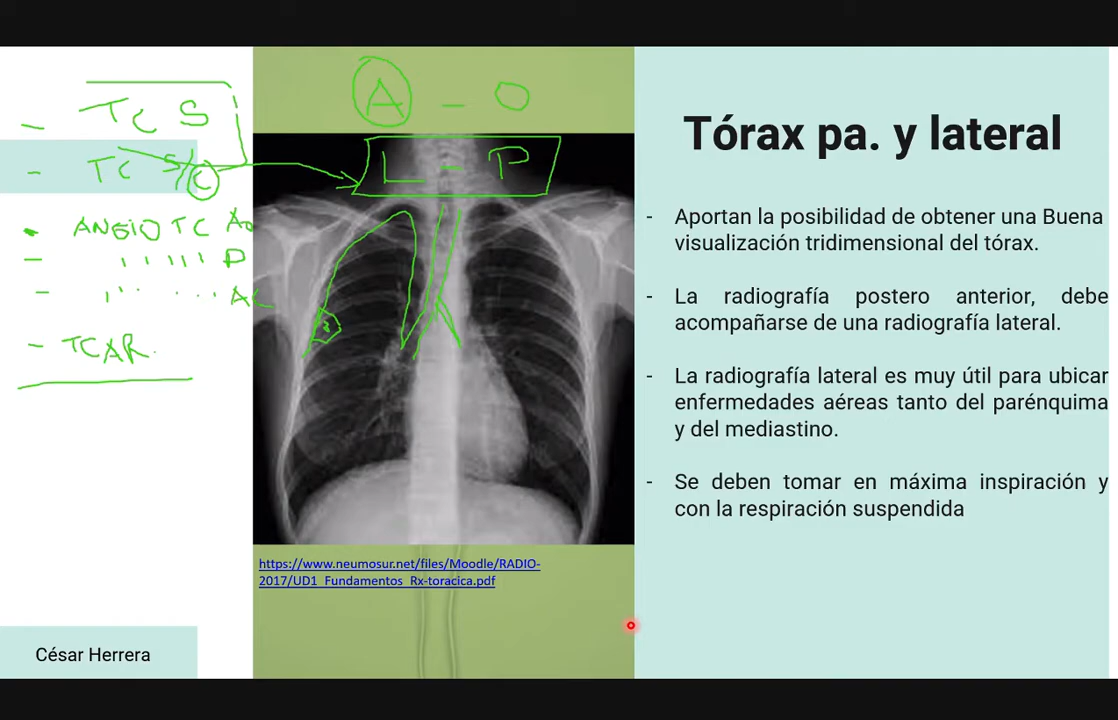 A - O
- TC S
- TC S/C
L - P
- ANGIO TC Ao
- ''''' P
- ''' ''' AC
- TCAR.
Tórax pa. y lateral
- Aportan la posibilidad de obtener una Buena
visualización tridimensional del tórax.
- La radiografía postero anterior, debe
acompañarse de una radiografía lateral.
- La radiografía lateral es muy útil para ubicar
enfermedades aéreas tanto del parénquima
y del mediastino.
- Se deben tomar en máxima inspiración y
con la respiración suspendida
https://www.neumosur.net/files/Moodle/RADIO-
2017/UD1_Fundamentos_Rx-toracica.pdf
César Herrera